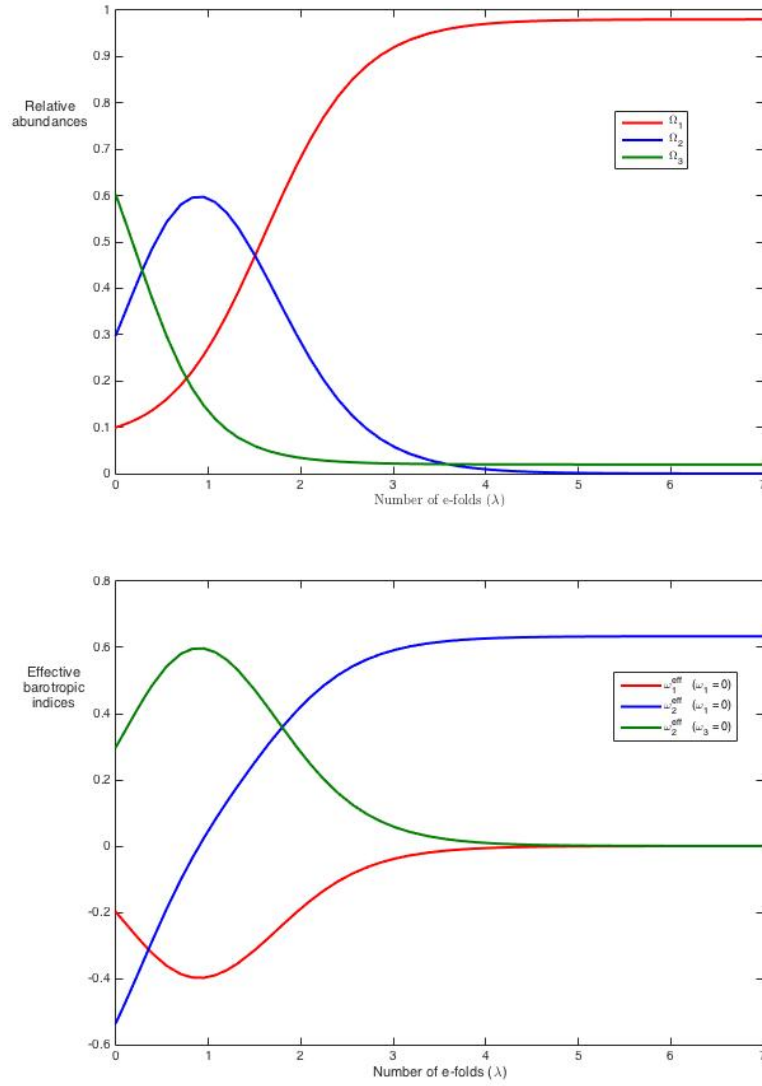 1
0.9
0.8
Relative
abundances
0.7
0.6
0.5
0.4
0.3
0.2
0.1
0
Ω₁
Ω₂
Ω₃
0 1 2 3 4 5 6 7
Number of e-folds (λ)
0.8
0.6
Effective
barotropic
indices
0.4
0.2
0
-0.2
-0.4
-0.6
ω₁ᵉᶠᶠ (ω₁ = 0)
ω₂ᵉᶠᶠ (ω₁ = 0)
ω₂ᵉᶠᶠ (ω₃ = 0)
0 1 2 3 4 5 6 7
Number of e-folds (λ)